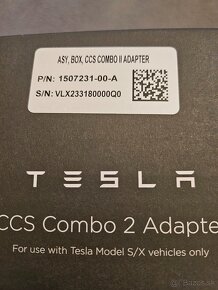 ASY, BOX, CCS COMBO II ADAPTER
P/N: 1507231-00-A
S/N: VLX233180000Q0
TESLA
CCS Combo 2 Adapte
For use with Tesla Model S/X vehicles only